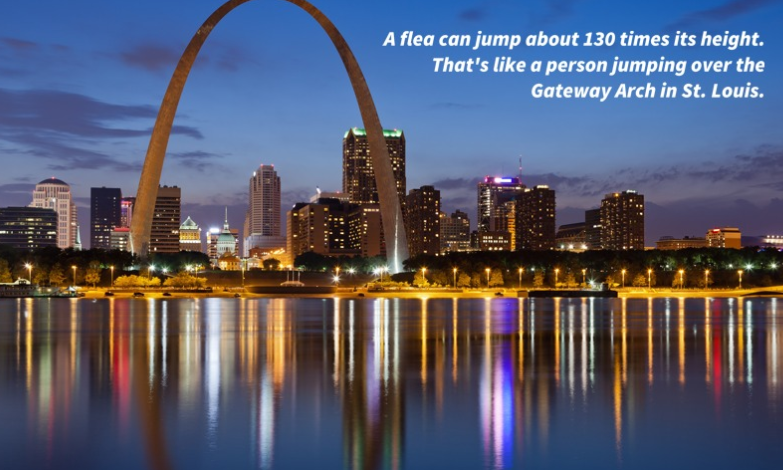 A flea can jump about 130 times its height.
That's like a person jumping over the
Gateway Arch in St. Louis.